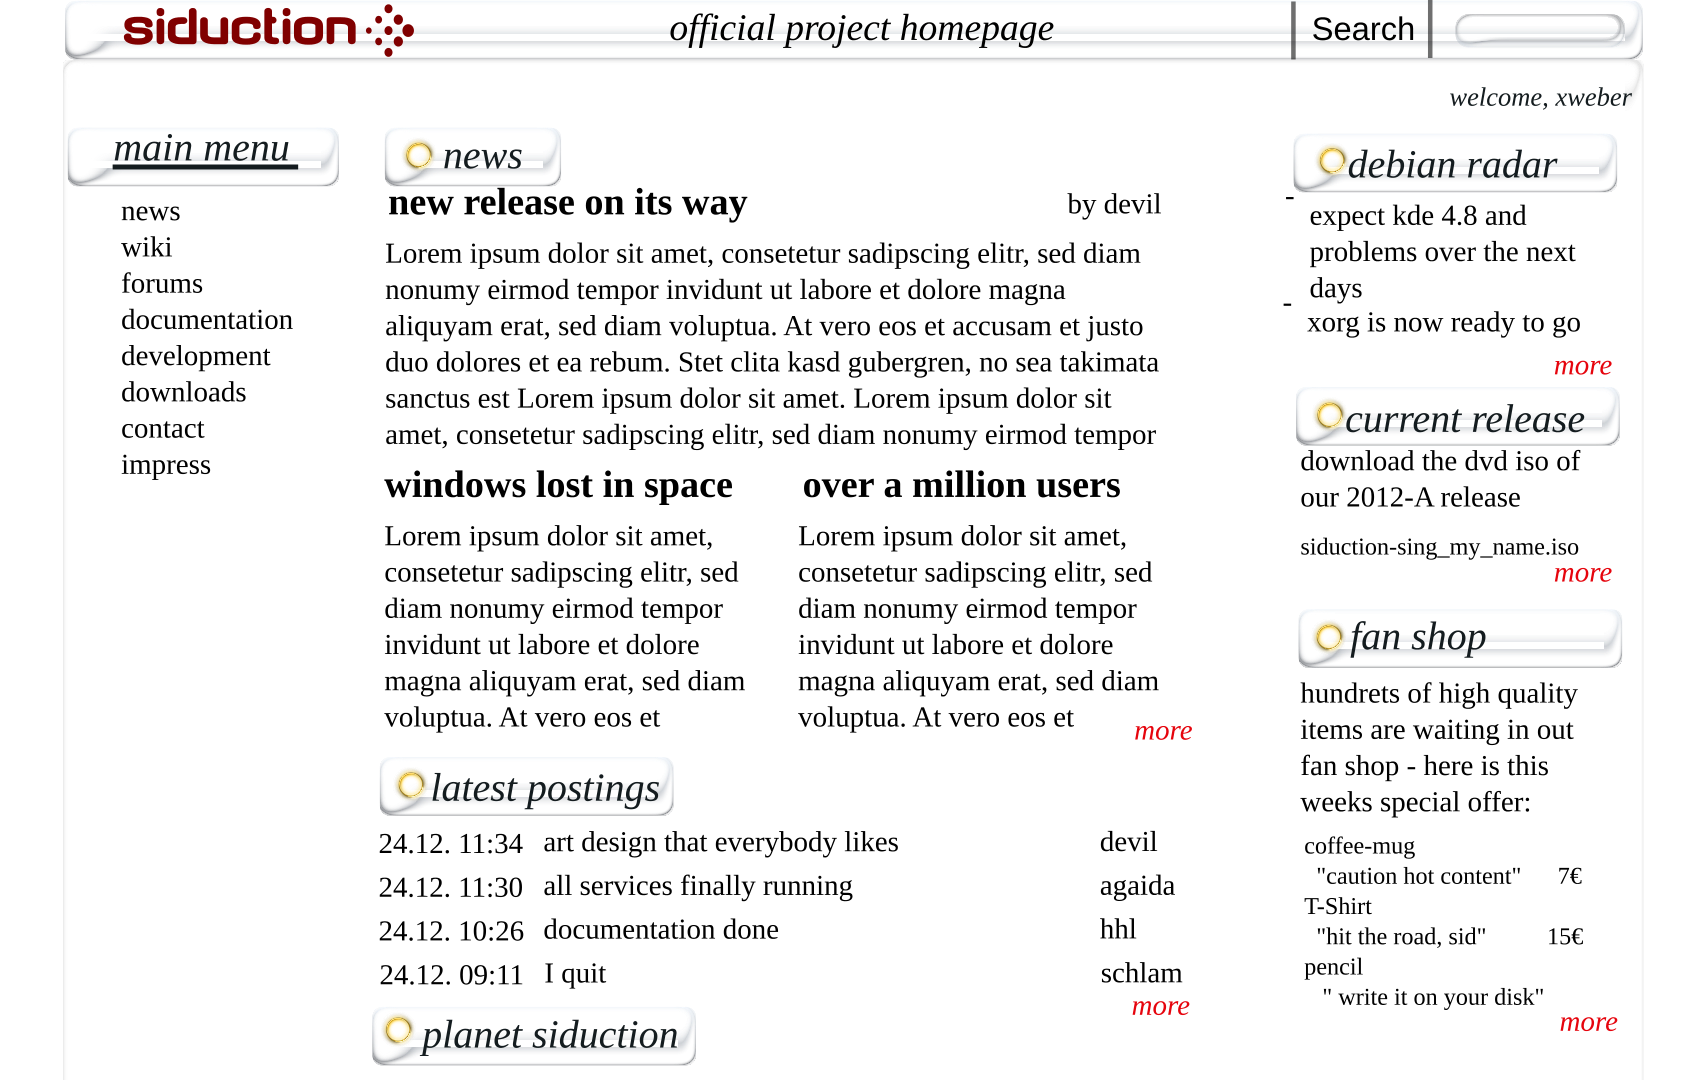 siduction
official project homepage
Search
welcome, xweber
main menu
news
wiki
forums
documentation
development
downloads
contact
impress
news
new release on its way
by devil
Lorem ipsum dolor sit amet, consetetur sadipscing elitr, sed diam
nonumy eirmod tempor invidunt ut labore et dolore magna
aliquyam erat, sed diam voluptua. At vero eos et accusam et justo
duo dolores et ea rebum. Stet clita kasd gubergren, no sea takimata
sanctus est Lorem ipsum dolor sit amet. Lorem ipsum dolor sit
amet, consetetur sadipscing elitr, sed diam nonumy eirmod tempor
windows lost in space
Lorem ipsum dolor sit amet,
consetetur sadipscing elitr, sed
diam nonumy eirmod tempor
invidunt ut labore et dolore
magna aliquyam erat, sed diam
voluptua. At vero eos et
over a million users
Lorem ipsum dolor sit amet,
consetetur sadipscing elitr, sed
diam nonumy eirmod tempor
invidunt ut labore et dolore
magna aliquyam erat, sed diam
voluptua. At vero eos et
more
latest postings
24.12. 11:34 art design that everybody likes devil
24.12. 11:30 all services finally running agaida
24.12. 10:26 documentation done hhl
24.12. 09:11 I quit schlam
more
planet siduction
debian radar
- expect kde 4.8 and
problems over the next
days
- xorg is now ready to go
more
current release
download the dvd iso of
our 2012-A release
siduction-sing_my_name.iso
more
fan shop
hundrets of high quality
items are waiting in out
fan shop - here is this
weeks special offer:
coffee-mug
"caution hot content" 7€
T-Shirt
"hit the road, sid" 15€
pencil
" write it on your disk"
more